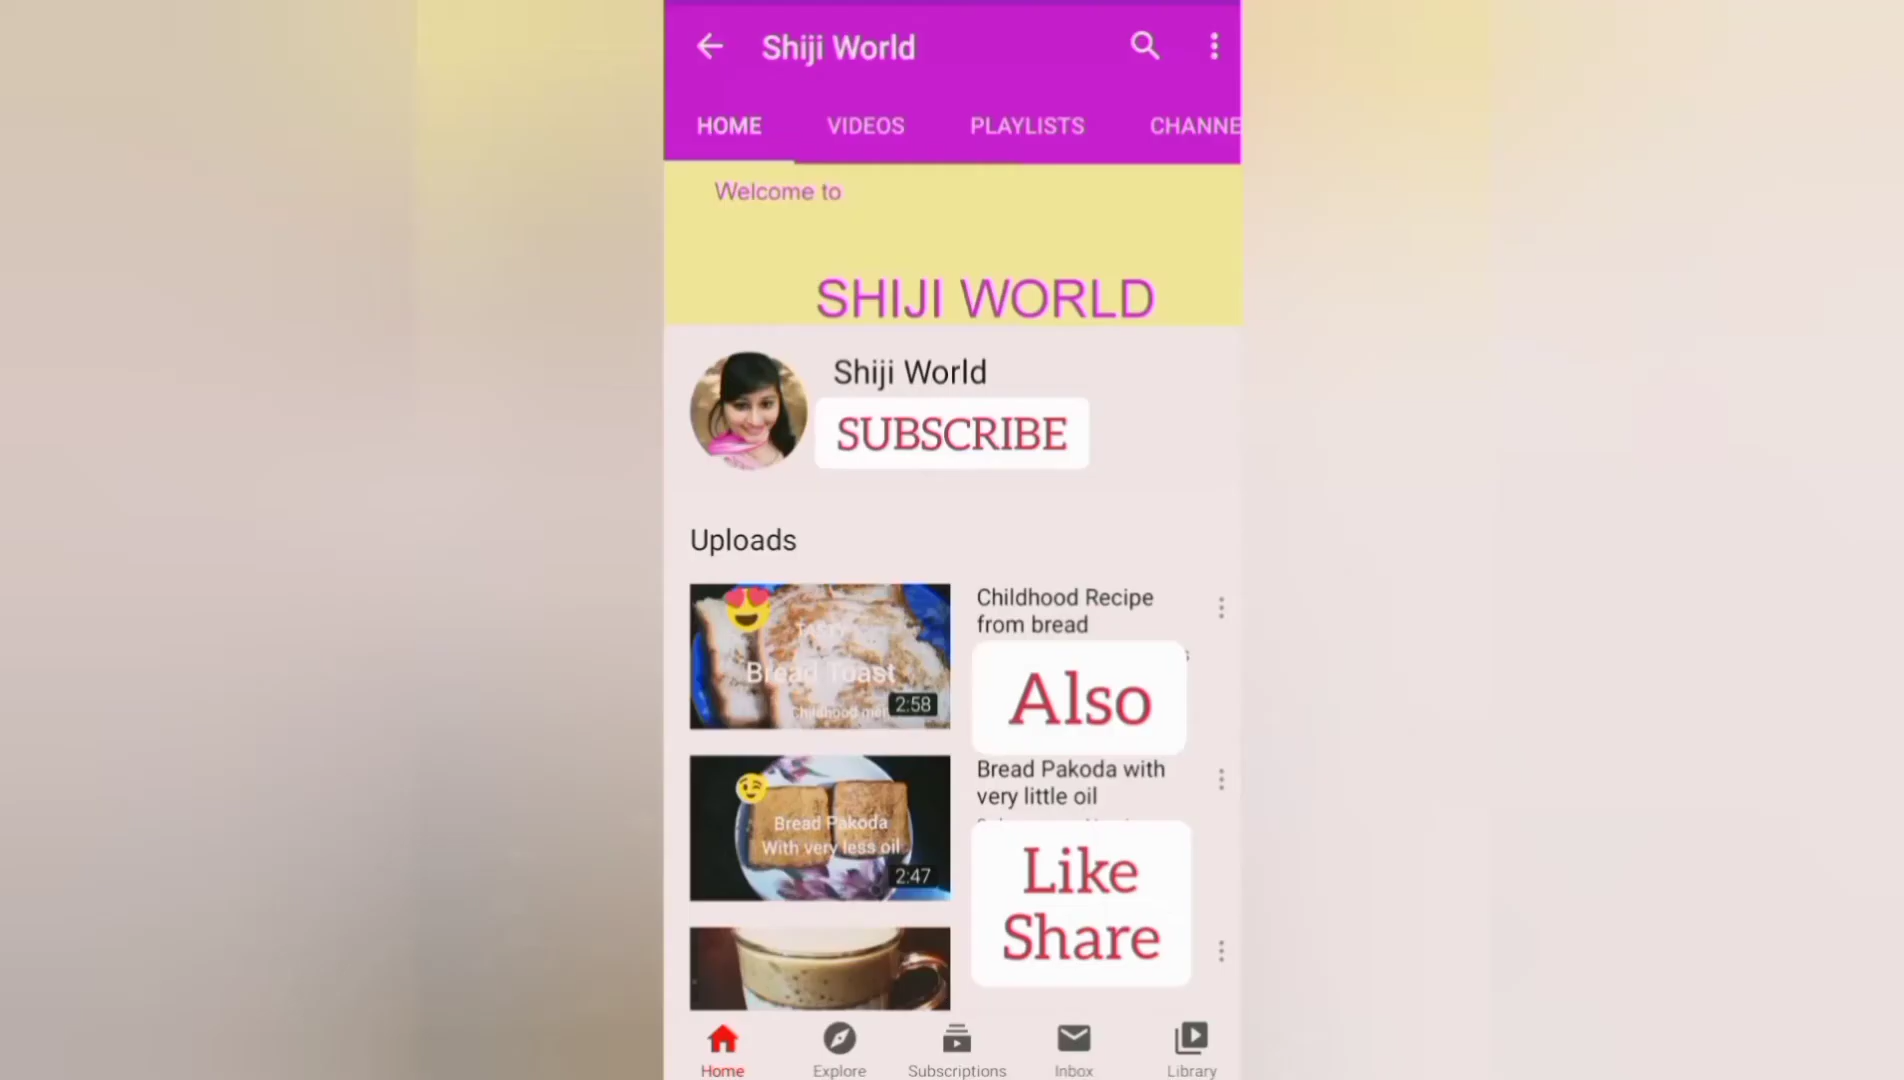 Shiji World
HOME VIDEOS PLAYLISTS CHANNE
Welcome to
SHIJI WORLD
Shiji World
SUBSCRIBE
Uploads
Childhood Recipe
from bread
Bread Toast
2:58
Also
Bread Pakoda with
very little oil
Bread Pakoda
With very less oil
2:47
Like
Share
Home Explore Subscriptions Inbox Library